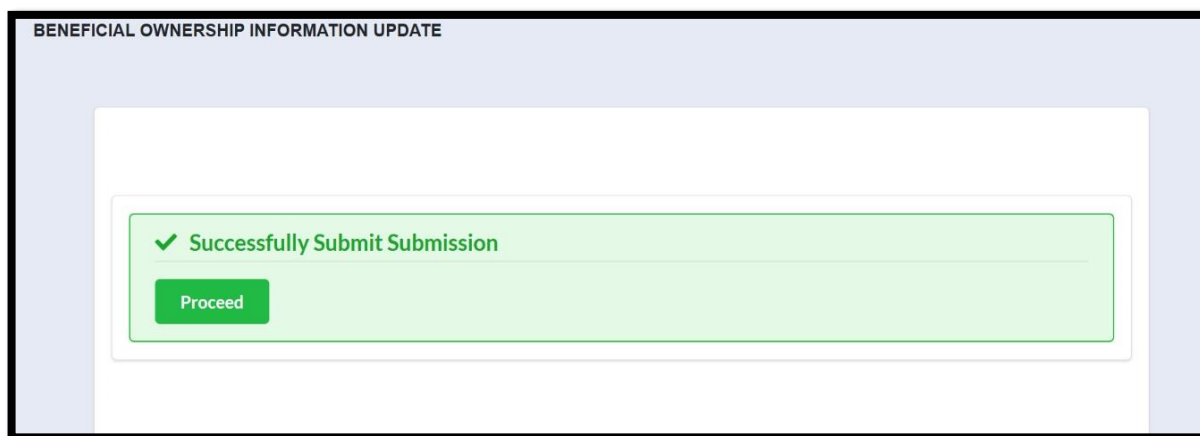 BENEFICIAL OWNERSHIP INFORMATION UPDATE
Successfully Submit Submission
Proceed